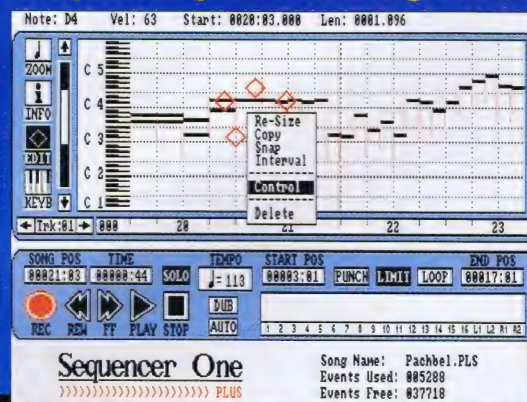 Note: D4 Vel: 63 Start: 0020:03.000 Len: 0001.096
ZOOM
INFO
EDIT
KEYB
C 5
C 4
C 3
C 2
C 1
Re-Size
Copy
Snap
Interval
Control
Delete
Trk:01 000 20 21 22 23
SONG POS TIME TEMPO START POS END POS
00021:03 00000:44 SOLO = 113 00003:01 PUNCH LIMIT LOOP 00017:01
REC REW FF PLAY STOP
DUB
AUTO
1 2 3 4 5 6 7 8 9 10 11 12 13 14 15 16 L1 L2 R1 R2
Sequencer One
PLUS
Song Name: Pachbel.PLS
Events Used: 005288
Events Free: 037718